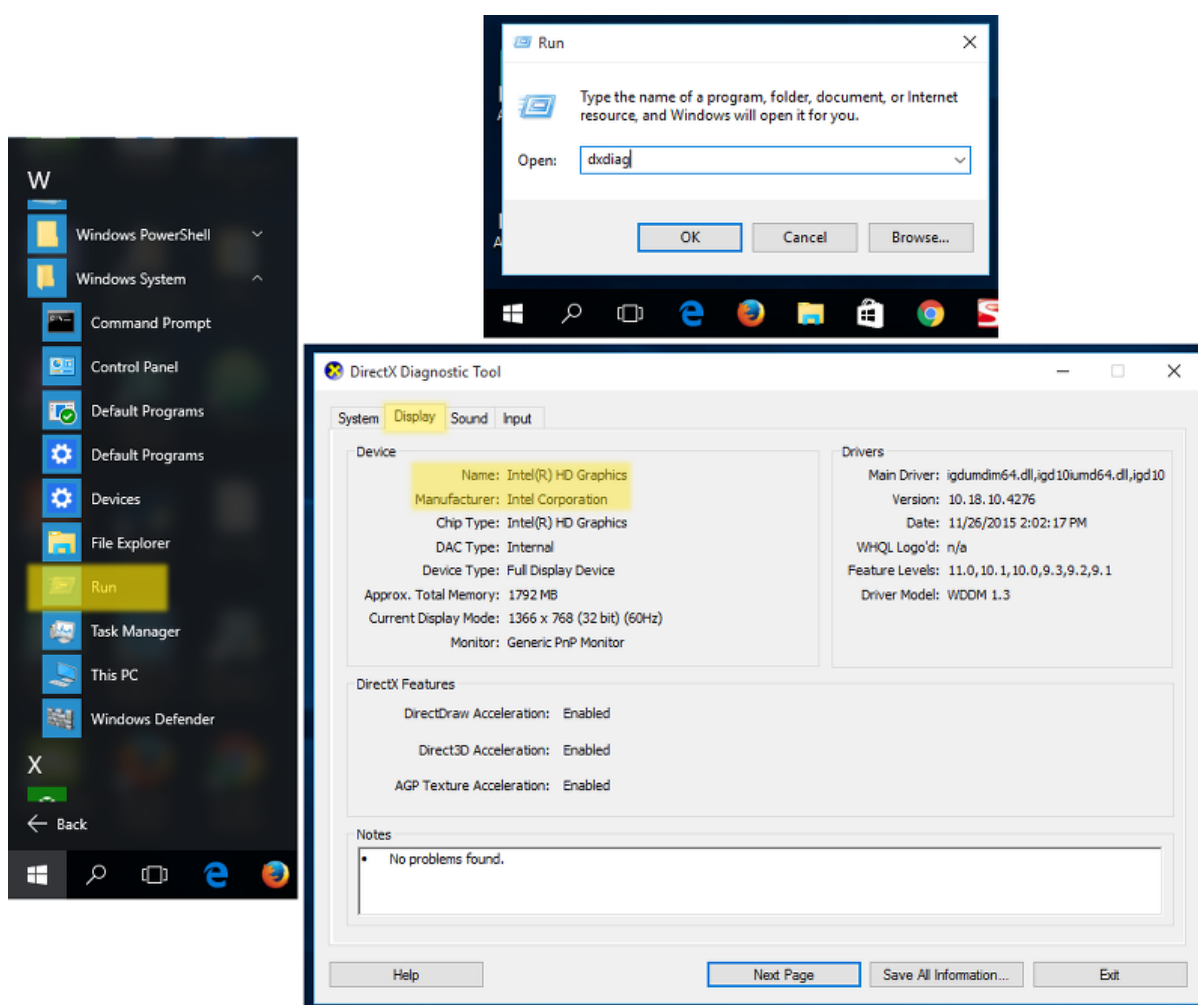 W
Windows PowerShell
Windows System
Command Prompt
Control Panel
Default Programs
Default Programs
Devices
File Explorer
Run
Task Manager
This PC
Windows Defender
X
Back
Run
Type the name of a program, folder, document, or Internet
resource, and Windows will open it for you.
Open: dxdiag
OK Cancel Browse...
DirectX Diagnostic Tool
System Display Sound Input
Device
Name: Intel(R) HD Graphics
Manufacturer: Intel Corporation
Chip Type: Intel(R) HD Graphics
DAC Type: Internal
Device Type: Full Display Device
Approx. Total Memory: 1792 MB
Current Display Mode: 1366 x 768 (32 bit) (60Hz)
Monitor: Generic PnP Monitor
Drivers
Main Driver: igdumdim64.dll,igd10iumd64.dll,igd10
Version: 10.18.10.4276
Date: 11/26/2015 2:02:17 PM
WHQL Logo'd: n/a
Feature Levels: 11.0,10.1,10.0,9.3,9.2,9.1
Driver Model: WDDM 1.3
DirectX Features
DirectDraw Acceleration: Enabled
Direct3D Acceleration: Enabled
AGP Texture Acceleration: Enabled
Notes
• No problems found.
Help Next Page Save All Information... Exit